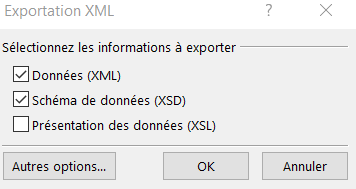 Exportation XML
?
Sélectionnez les informations à exporter
Données (XML)
Schéma de données (XSD)
Présentation des données (XSL)
Autres options...
OK
Annuler